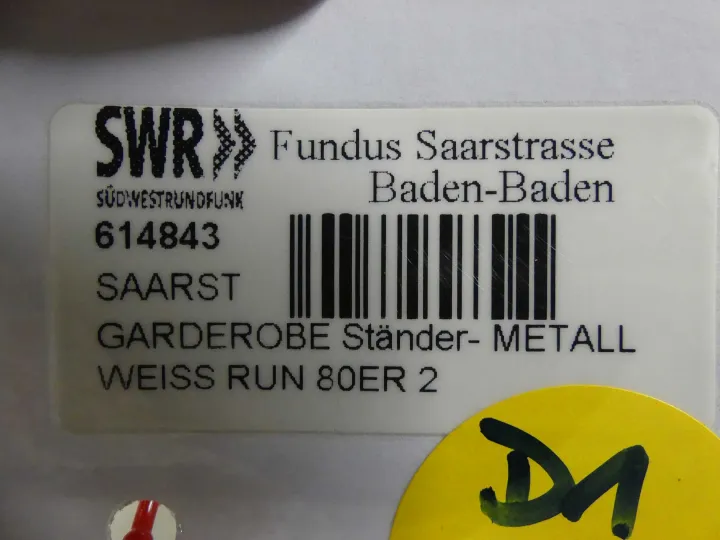 SWR» Fundus Saarstrasse
SÜDWESTRUNDFUNK Baden-Baden
614843
SAARST
GARDEROBE Ständer- METALL
WEISS RUN 80ER 2
D1